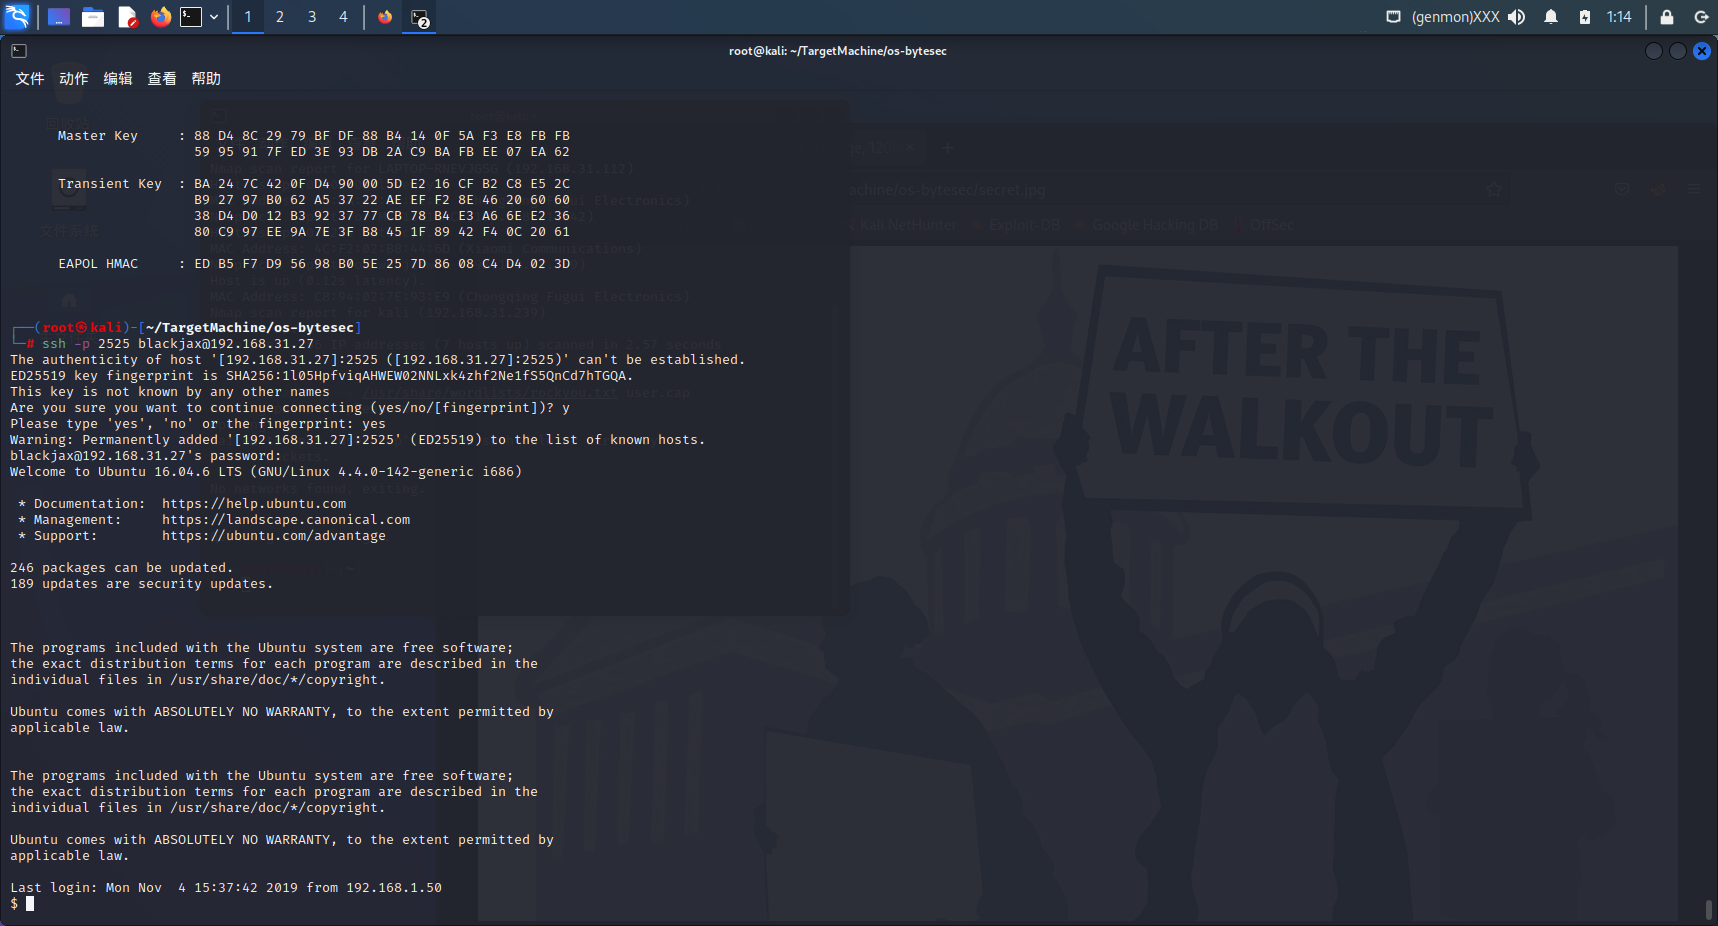 1 2 3 4 2 (genmon)XXX 1:14
root@kali: ~/TargetMachine/os-bytesec
文件 动作 编辑 查看 帮助
Master Key : 88 D4 8C 29 79 BF DF 88 B4 14 0F 5A F3 E8 FB FB
59 95 91 7F ED 3E 93 DB 2A C9 BA FB EE 07 EA 62
Transient Key : BA 24 7C 42 0F D4 90 00 5D E2 16 CF B2 C8 E5 2C
B9 27 97 B0 62 A5 37 22 AE EF F2 8E 46 20 60 60
38 D4 D0 12 B3 92 37 77 CB 78 B4 E3 A6 6E E2 36
80 C9 97 EE 9A 7E 3F B8 45 1F 89 42 F4 0C 20 61
EAPOL HMAC : ED B5 F7 D9 56 98 B0 5E 25 7D 86 08 C4 D4 02 3D
┌──(root㉿kali)-[~/TargetMachine/os-bytesec]
└─# ssh -p 2525 blackjax@192.168.31.27
The authenticity of host '[192.168.31.27]:2525 ([192.168.31.27]:2525)' can't be established.
ED25519 key fingerprint is SHA256:1l05HpfviqAHWEW02NNLxk4zhf2Ne1fS5QnCd7hTGQA.
This key is not known by any other names
Are you sure you want to continue connecting (yes/no/[fingerprint])? y
Please type 'yes', 'no' or the fingerprint: yes
Warning: Permanently added '[192.168.31.27]:2525' (ED25519) to the list of known hosts.
blackjax@192.168.31.27's password:
Welcome to Ubuntu 16.04.6 LTS (GNU/Linux 4.4.0-142-generic i686)
* Documentation: https://help.ubuntu.com
* Management: https://landscape.canonical.com
* Support: https://ubuntu.com/advantage
246 packages can be updated.
189 updates are security updates.
The programs included with the Ubuntu system are free software;
the exact distribution terms for each program are described in the
individual files in /usr/share/doc/*/copyright.
Ubuntu comes with ABSOLUTELY NO WARRANTY, to the extent permitted by
applicable law.
The programs included with the Ubuntu system are free software;
the exact distribution terms for each program are described in the
individual files in /usr/share/doc/*/copyright.
Ubuntu comes with ABSOLUTELY NO WARRANTY, to the extent permitted by
applicable law.
Last login: Mon Nov  4 15:37:42 2019 from 192.168.1.50
$
achine/os-bytesec/secret.jpg
Kali NetHunter Exploit-DB Google Hacking DB OffSec
AFTER THE
WALKOUT